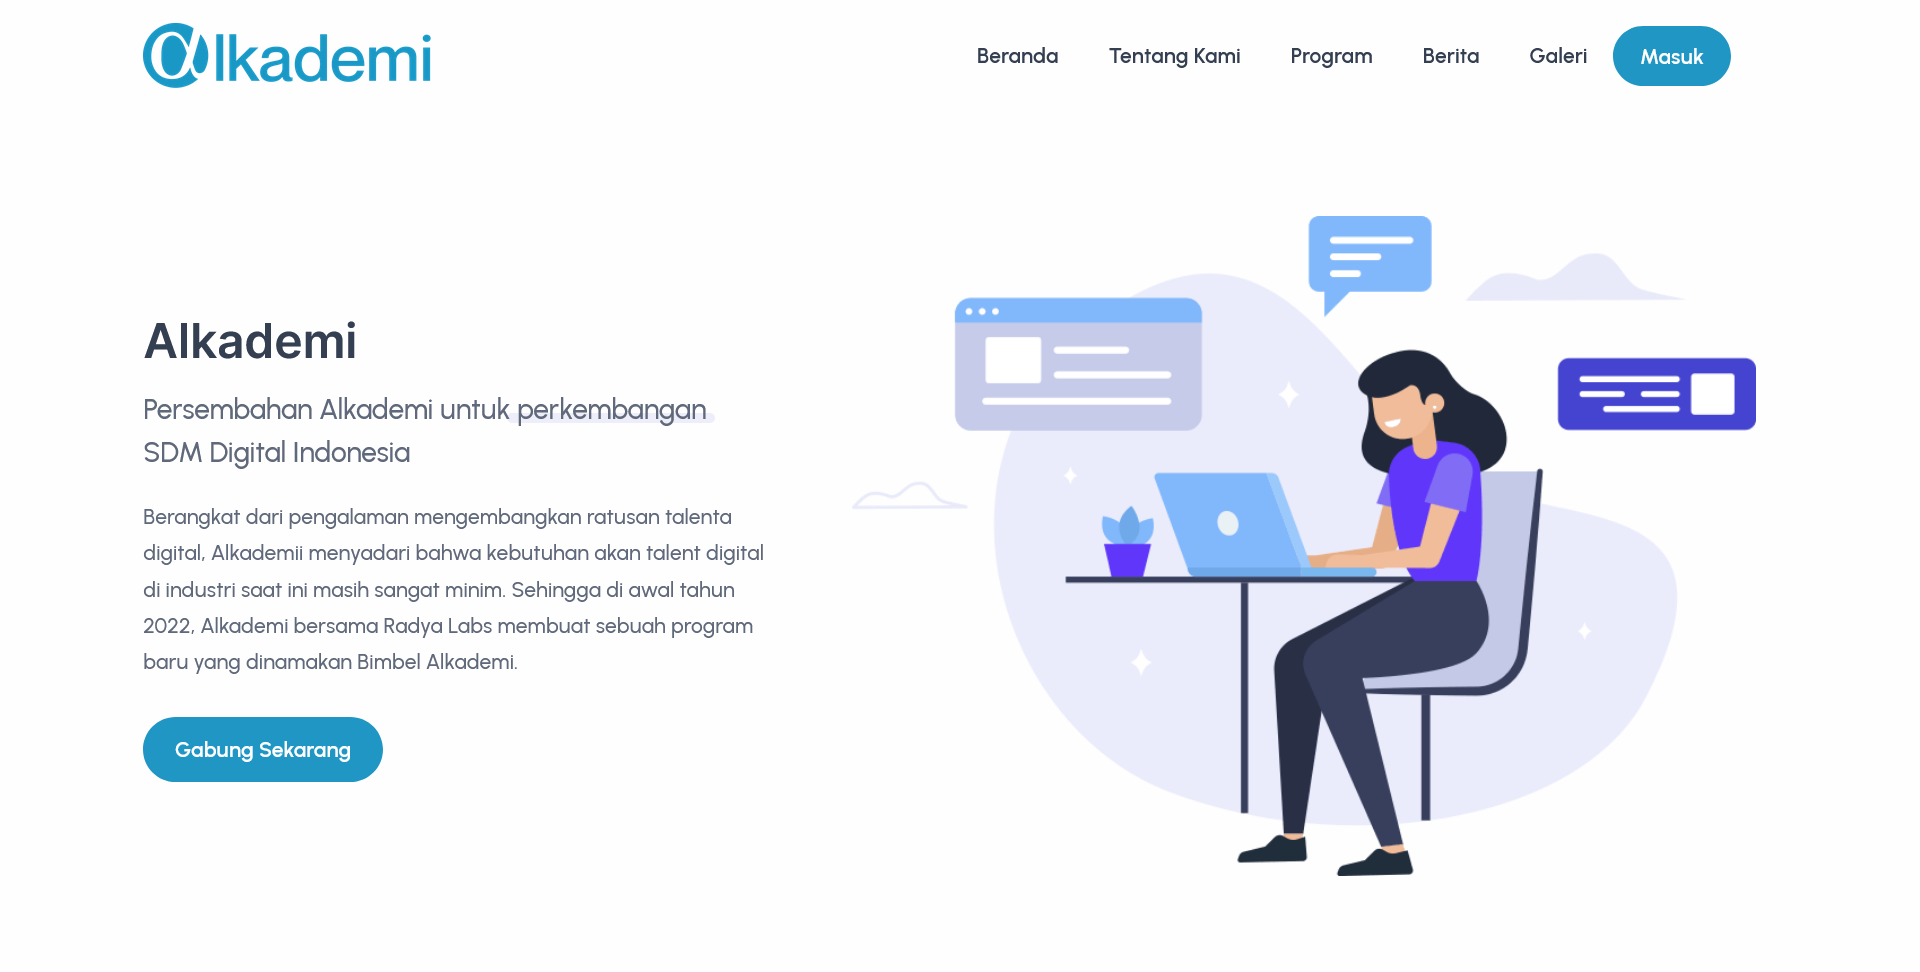 Alkademi
Beranda
Tentang Kami
Program
Berita
Galeri
Masuk
Alkademi
Persembahan Alkademi untuk perkembangan
SDM Digital Indonesia
Berangkat dari pengalaman mengembangkan ratusan talenta
digital, Alkademii menyadari bahwa kebutuhan akan talent digital
di industri saat ini masih sangat minim. Sehingga di awal tahun
2022, Alkademi bersama Radya Labs membuat sebuah program
baru yang dinamakan Bimbel Alkademi.
Gabung Sekarang